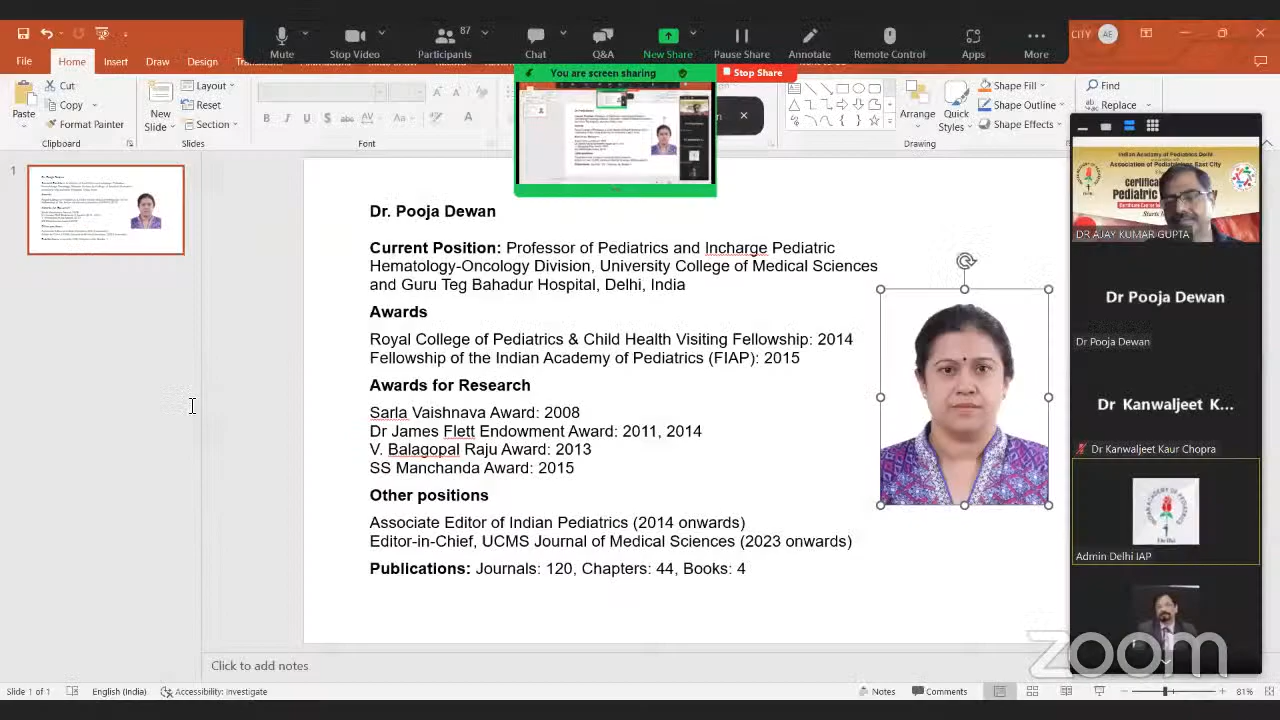 CITY AE
Mute
Stop Video
87
Participants
Chat
Q&A
New Share
Pause Share
Annotate
Remote Control
Apps
More
File Home Insert Draw Design
You are screen sharing
Stop Share
Paste
Cut
Copy
Format Painter
New Slide
Layout
Reset
Section
Font
Arrange
Quick Styles
Shape Fill
Find
Replace
Drawing
Dr. Pooja Dewan
Current Position: Professor of Pediatrics and Incharge Pediatric
Hematology-Oncology Division, University College of Medical Sciences
and Guru Teg Bahadur Hospital, Delhi, India
Awards
Royal College of Pediatrics & Child Health Visiting Fellowship: 2014
Fellowship of the Indian Academy of Pediatrics (FIAP): 2015
Awards for Research
Sarla Vaishnava Award: 2008
Dr James Flett Endowment Award: 2011, 2014
V. Balagopal Raju Award: 2013
SS Manchanda Award: 2015
Other positions
Associate Editor of Indian Pediatrics (2014 onwards)
Editor-in-Chief, UCMS Journal of Medical Sciences (2023 onwards)
Publications: Journals: 120, Chapters: 44, Books: 4
Indian Academy of Pediatrics Delhi
DR AJAY KUMAR GUPTA
Dr Pooja Dewan
Dr Pooja Dewan
Dr Kanwaljeet K...
Dr Kanwaljeet Kaur Chopra
Admin Delhi IAP
zoom
Click to add notes
Slide 1 of 1
English (India)
Accessibility: Investigate
Notes
Comments
81%